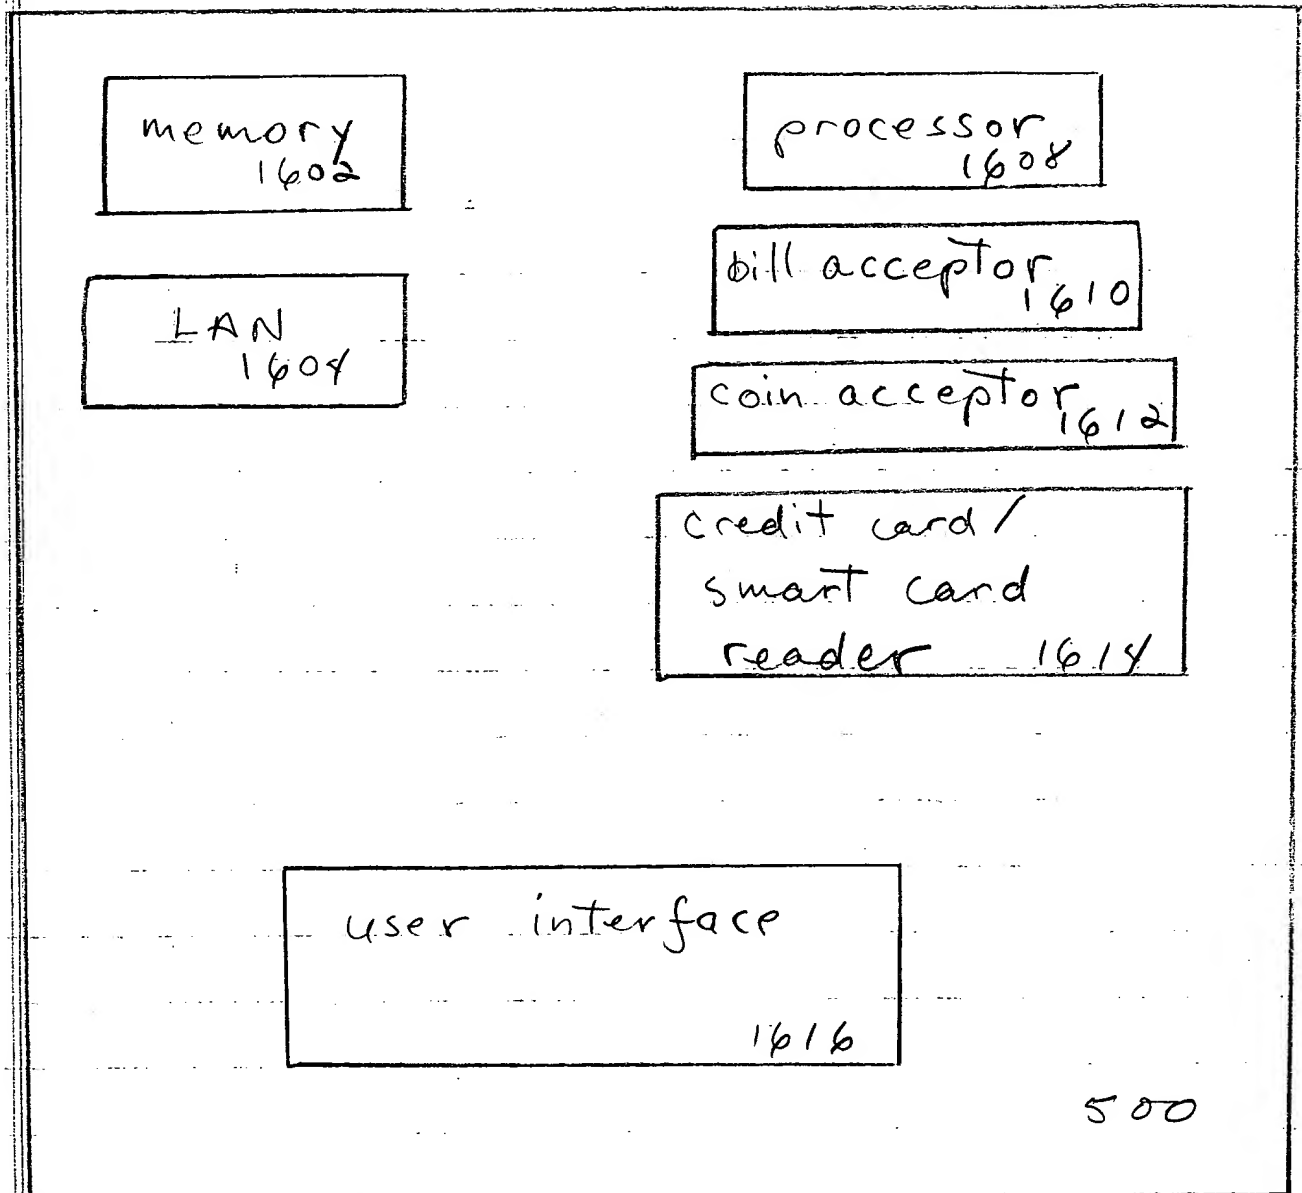 memory
1602
processor
1608
LAN
1604
bill acceptor
1610
coin acceptor
1612
credit card/
smart card
reader 1614
user interface
1616
500